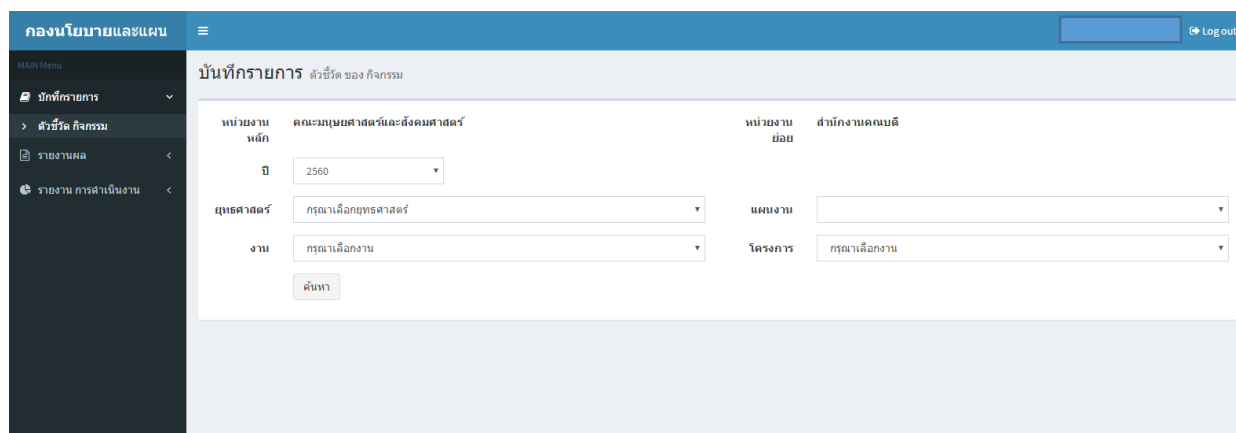 กองนโยบายและแผน
Log out
MAIN Menu
บันทึกรายการ ตัวชี้วัด ของ กิจกรรม
บักทึกรายการ
ตัวชี้วัด กิจกรรม
รายงานผล
รายงาน การดำเนินงาน
หน่วยงาน
หลัก
คณะมนุษยศาสตร์และสังคมศาสตร์
หน่วยงาน
ย่อย
สำนักงานคณบดี
ปี 2560
ยุทธศาสตร์ กรุณาเลือกยุทธศาสตร์ แผนงาน
งาน กรุณาเลือกงาน โครงการ กรุณาเลือกงาน
ค้นหา